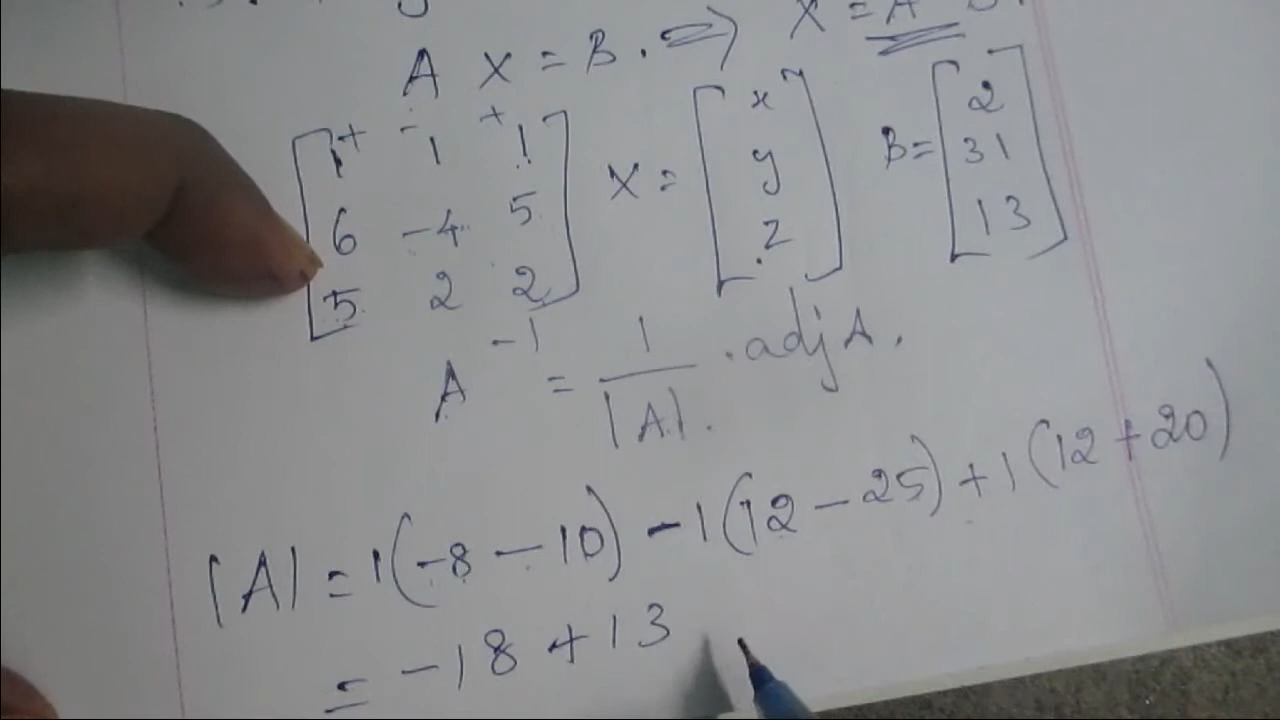 A X = B . ⇒ X = A
1+ -1 +1
6 -4 5
5 2 2
X = x y z
B = 2 31 13
A -1 = 1 / |A| . adj A .
|A| = 1(-8 - 10) - 1(12 - 25) + 1(12 + 20)
= -18 + 13